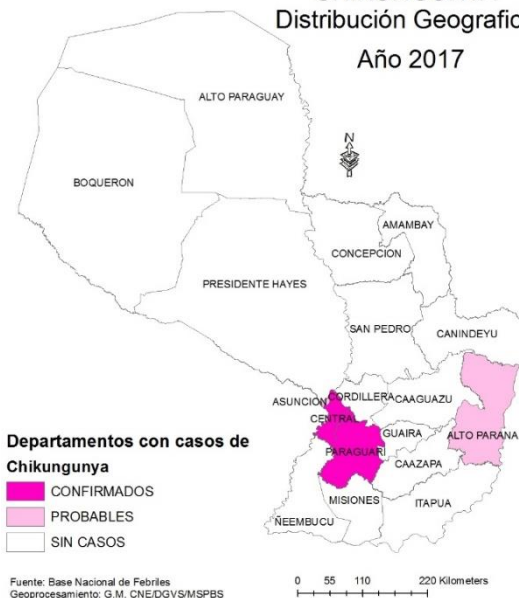 Distribución Geografic
Año 2017
ALTO PARAGUAY
N
BOQUERON
AMAMBAY
CONCEPCION
PRESIDENTE HAYES
SAN PEDRO
CANINDEYU
ASUNCION
CORDILLERA
CAAGUAZU
CENTRAL
GUAIRA
ALTO PARANA
PARAGUARI
CAAZAPA
MISIONES
ITAPUA
ÑEEMBUCU
Departamentos con casos de
Chikungunya
CONFIRMADOS
PROBABLES
SIN CASOS
Fuente: Base Nacional de Febriles
Geoprocesamiento: G.M. CNE/DGVS/MSPBS
0 55 110 220 Kilometers